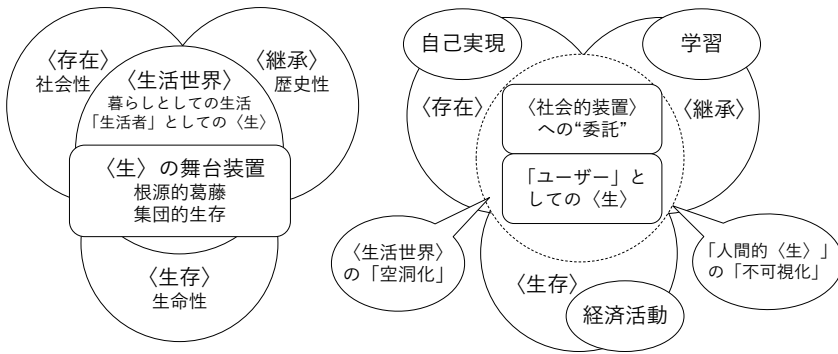 〈存在〉
社会性
〈継承〉
歴史性
〈生活世界〉
暮らしとしての生活
「生活者」としての〈生〉
〈生〉の舞台装置
根源的葛藤
集団的生存
〈生存〉
生命性
自己実現
学習
〈存在〉
〈継承〉
〈社会的装置〉
への“委託”
「ユーザー」と
しての〈生〉
〈生活世界〉
の「空洞化」
「人間的〈生〉」
の「不可視化」
〈生存〉
経済活動